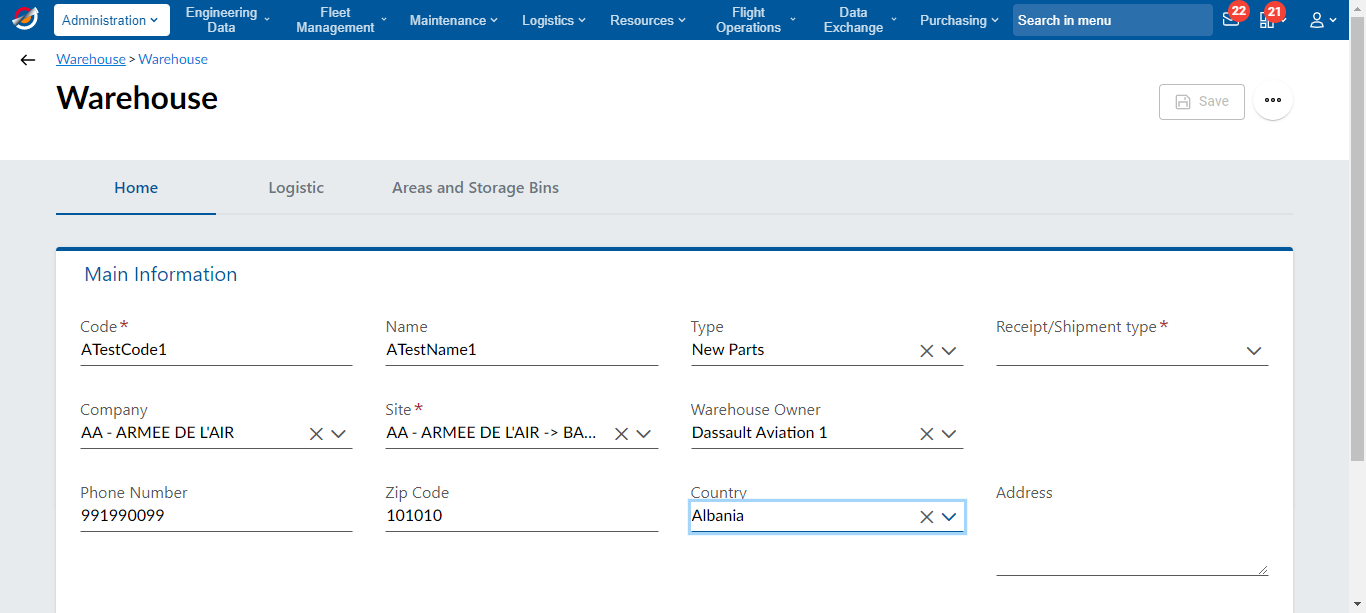 Administration
Engineering Data
Fleet Management
Maintenance
Logistics
Resources
Flight Operations
Data Exchange
Purchasing
Search in menu
22
21
Warehouse > Warehouse
Warehouse
Save
Home
Logistic
Areas and Storage Bins
Main Information
Code*
ATestCode1
Name
ATestName1
Type
New Parts
Receipt/Shipment type*
Company
AA - ARMEE DE L'AIR
Site*
AA - ARMEE DE L'AIR -> BA...
Warehouse Owner
Dassault Aviation 1
Phone Number
991990099
Zip Code
101010
Country
Albania
Address